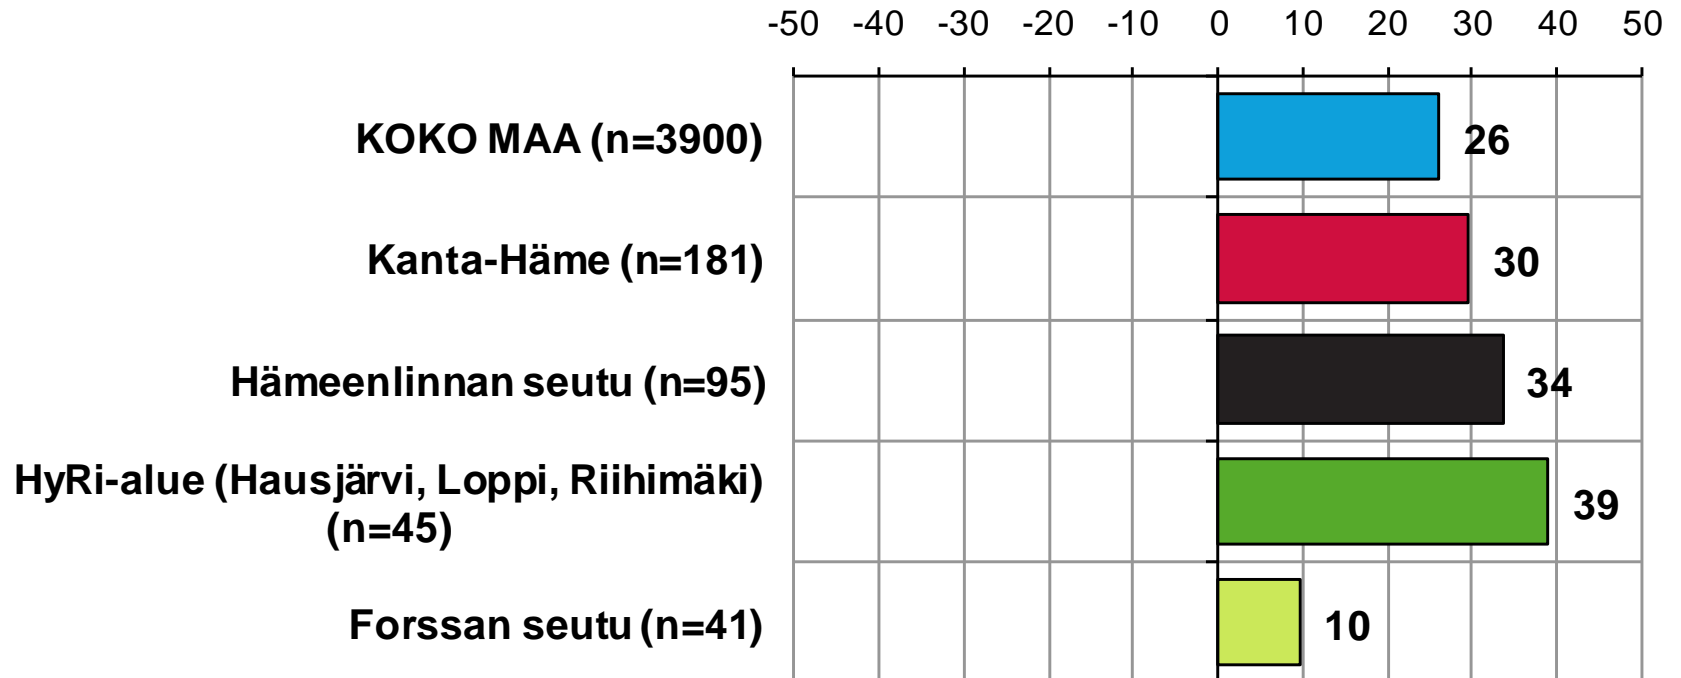 -50 -40 -30 -20 -10 0 10 20 30 40 50
KOKO MAA (n=3900) 26
Kanta-Häme (n=181) 30
Hämeenlinnan seutu (n=95) 34
HyRi-alue (Hausjärvi, Loppi, Riihimäki)
(n=45) 39
Forssan seutu (n=41) 10